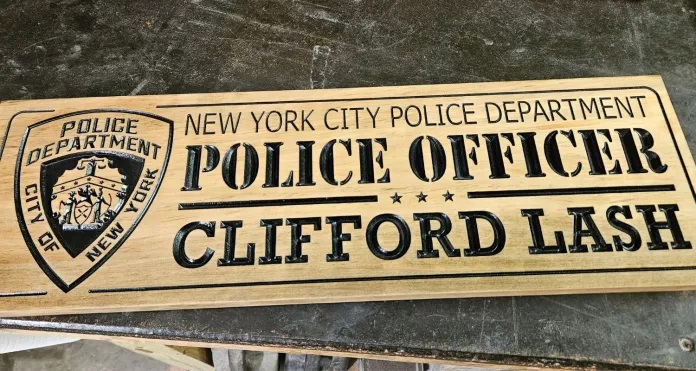 POLICE
DEPARTMENT
CITY OF
NEW YORK
NEW YORK CITY POLICE DEPARTMENT
POLICE OFFICER
CLIFFORD LASH